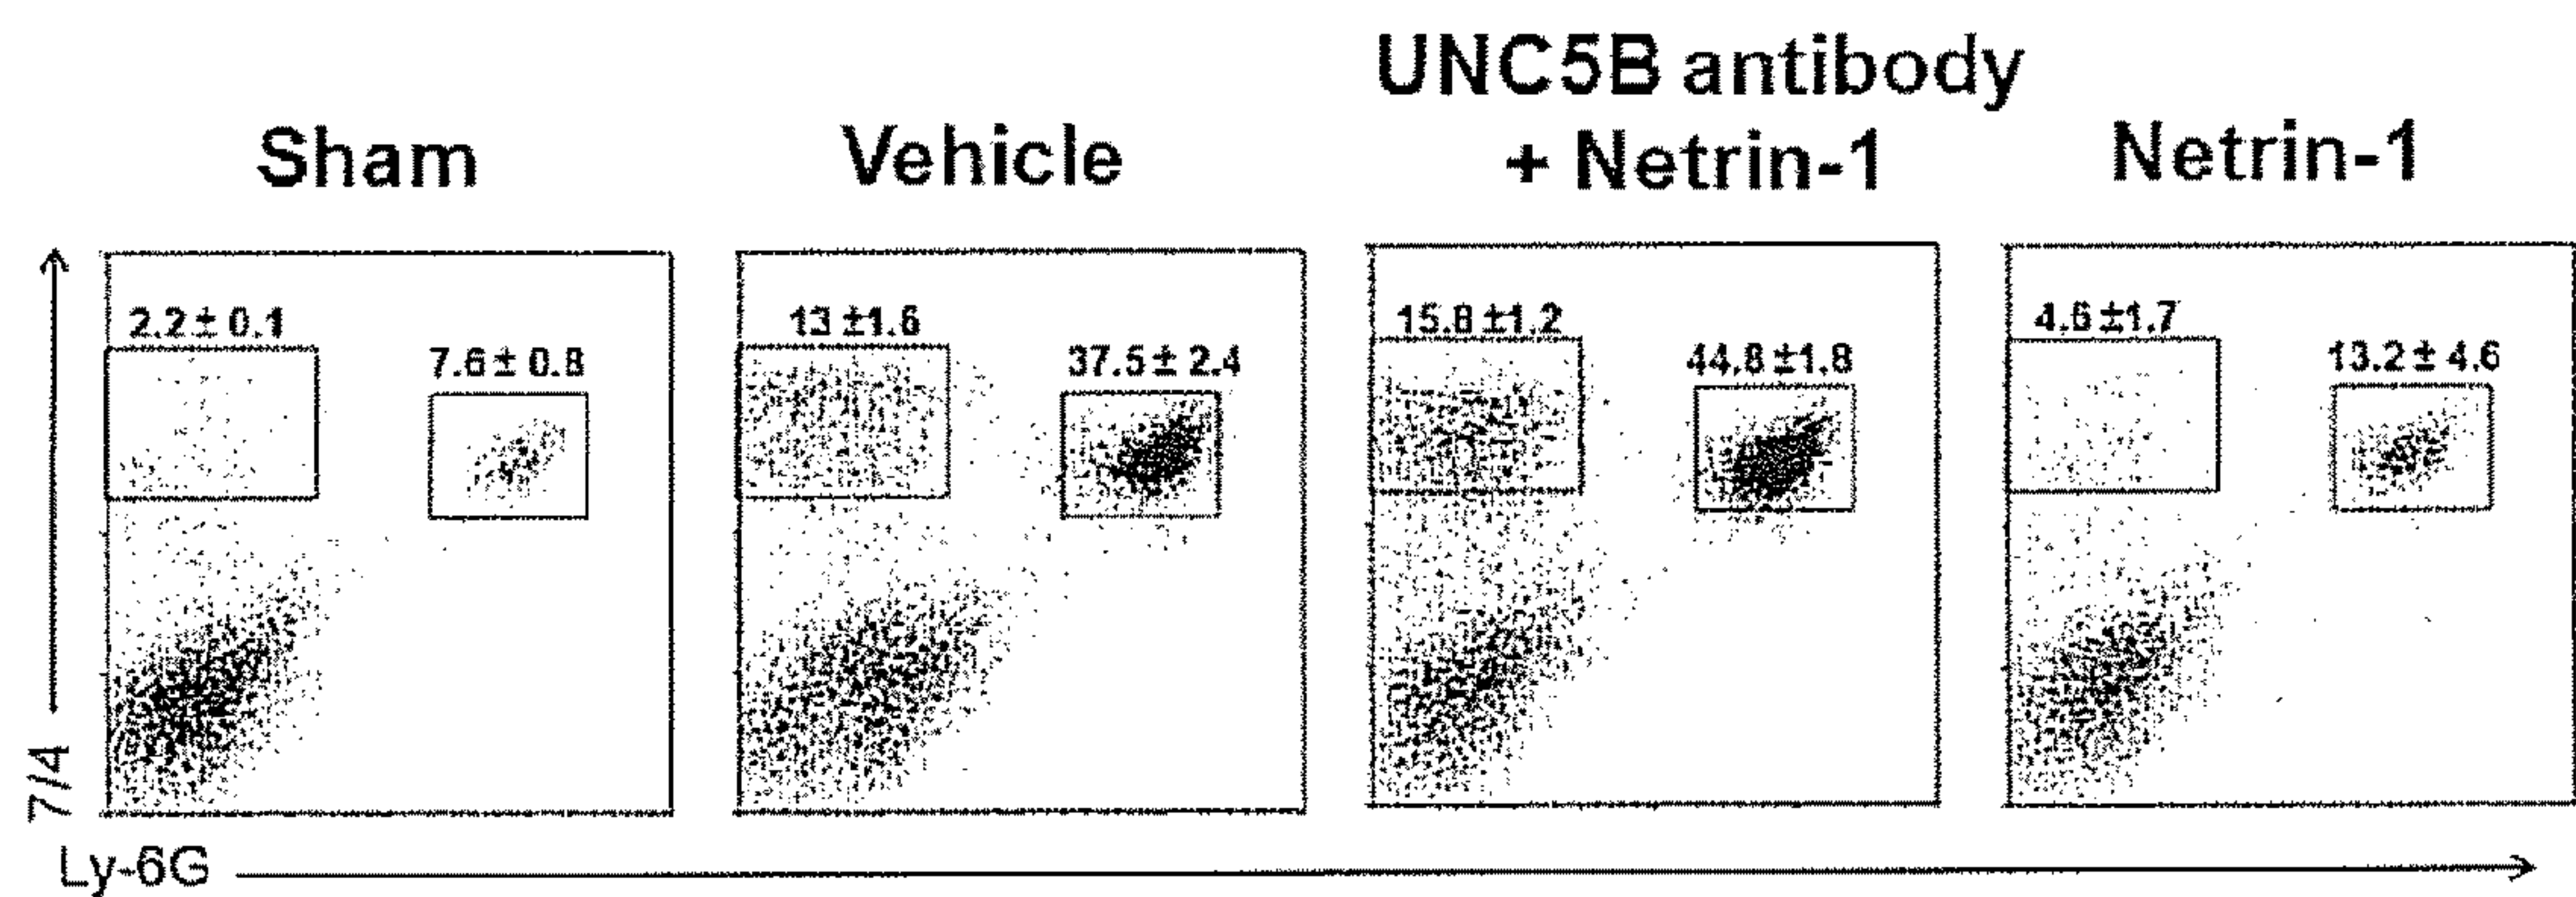 UNC5B antibody
Sham Vehicle + Netrin-1 Netrin-1
2.2 ± 0.1 13 ±1.6 15.8 ±1.2 4.6 ±1.7
7.6 ± 0.8 37.5 ± 2.4 44.8 ±1.8 13.2 ± 4.6
7/4
Ly-6G